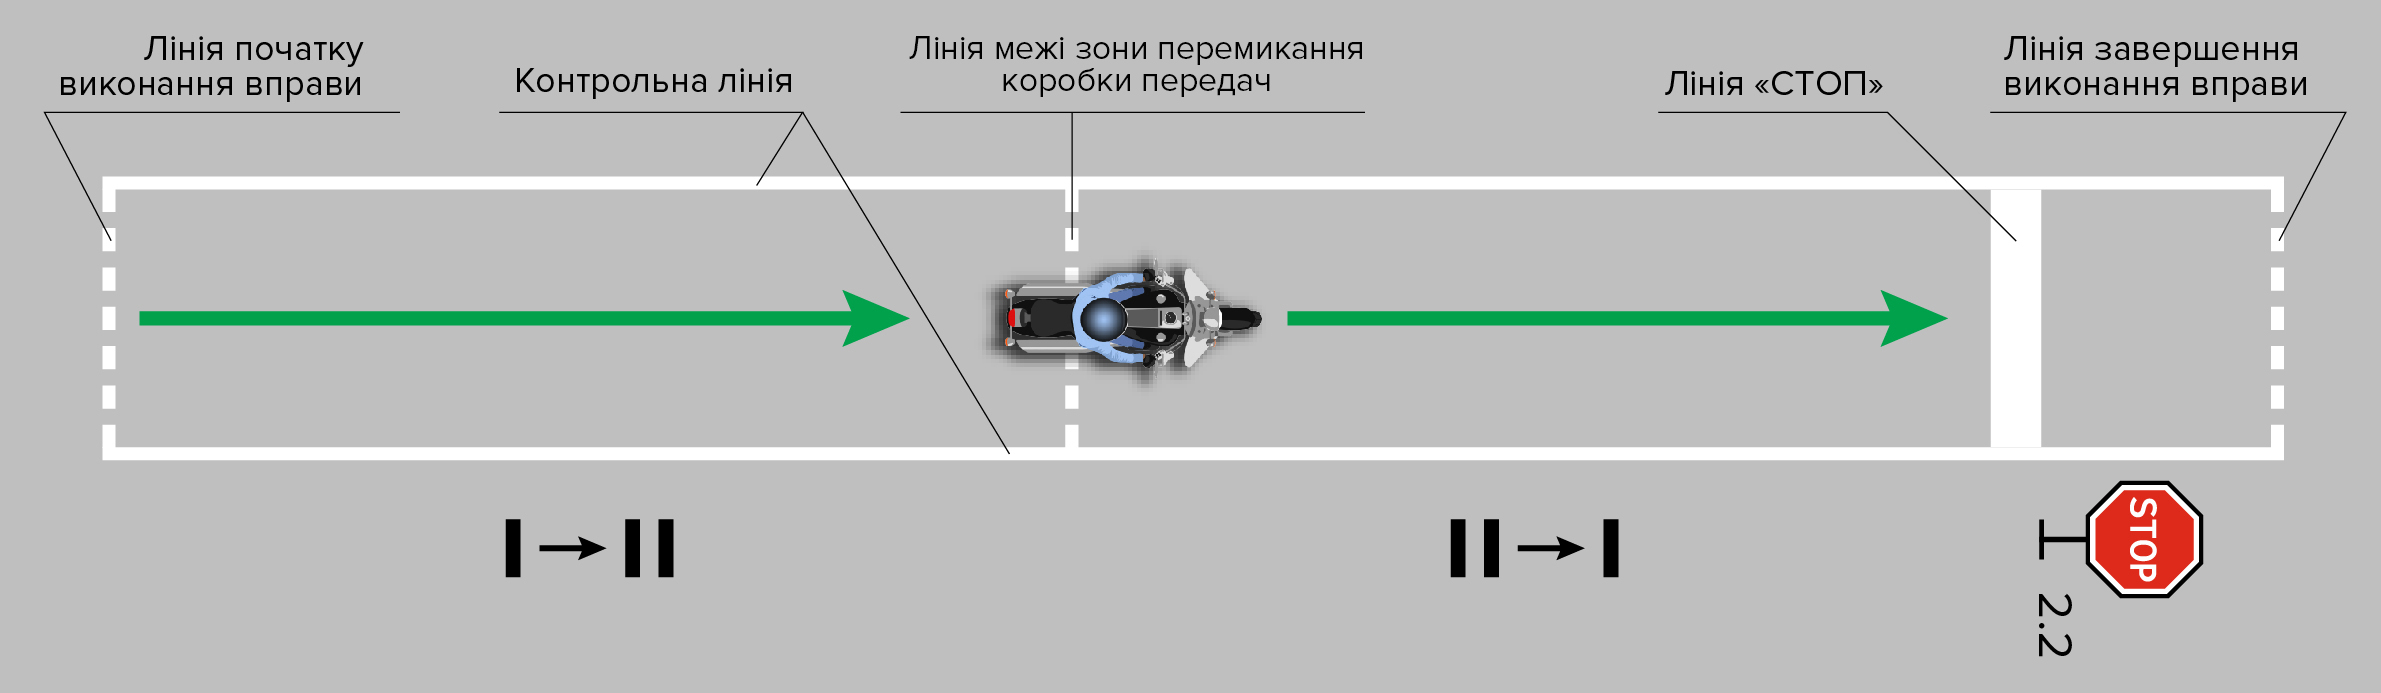 Лінія початку
виконання вправи
Контрольна лінія
Лінія межі зони перемикання
коробки передач
Лінія «СТОП»
Лінія завершення
виконання вправи
I → II
II → I
STOP
2.2